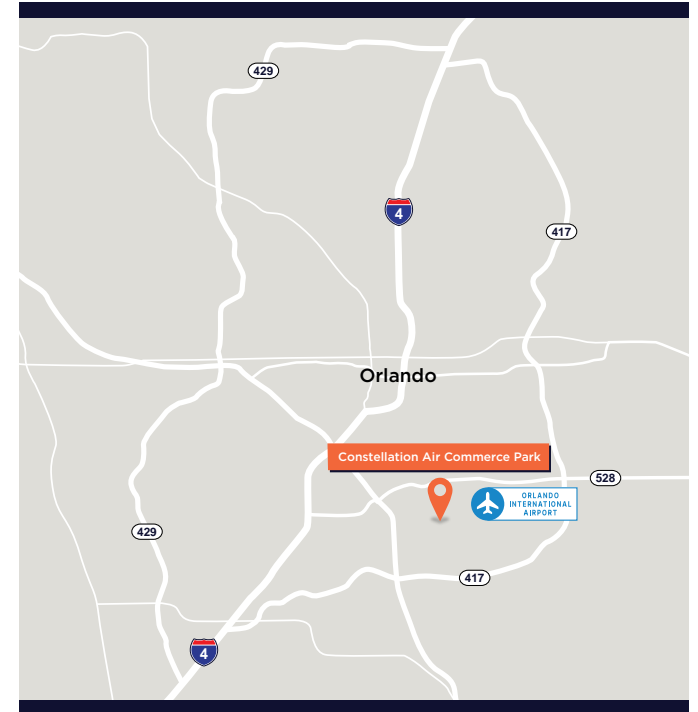 429
4
417
Orlando
Constellation Air Commerce Park
528
ORLANDO
INTERNATIONAL
AIRPORT
429
417
4